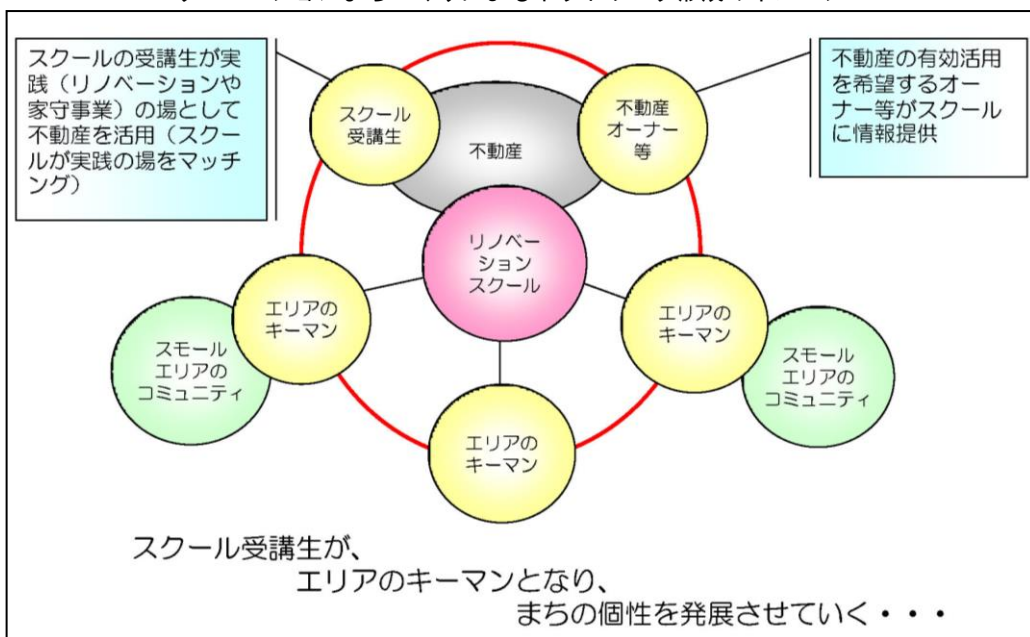 スクールの受講生が実
践（リノベーションや
家守事業）の場として
不動産を活用（スクー
ルが実践の場をマッチ
ング）
スクール
受講生
不動産
不動産
オーナー
等
不動産の有効活用
を希望するオー
ナー等がスクール
に情報提供
リノベー
ション
スクール
エリアの
キーマン
エリアの
キーマン
スモール
エリアの
コミュニティ
スモール
エリアの
コミュニティ
エリアの
キーマン
スクール受講生が、
エリアのキーマンとなり、
まちの個性を発展させていく・・・